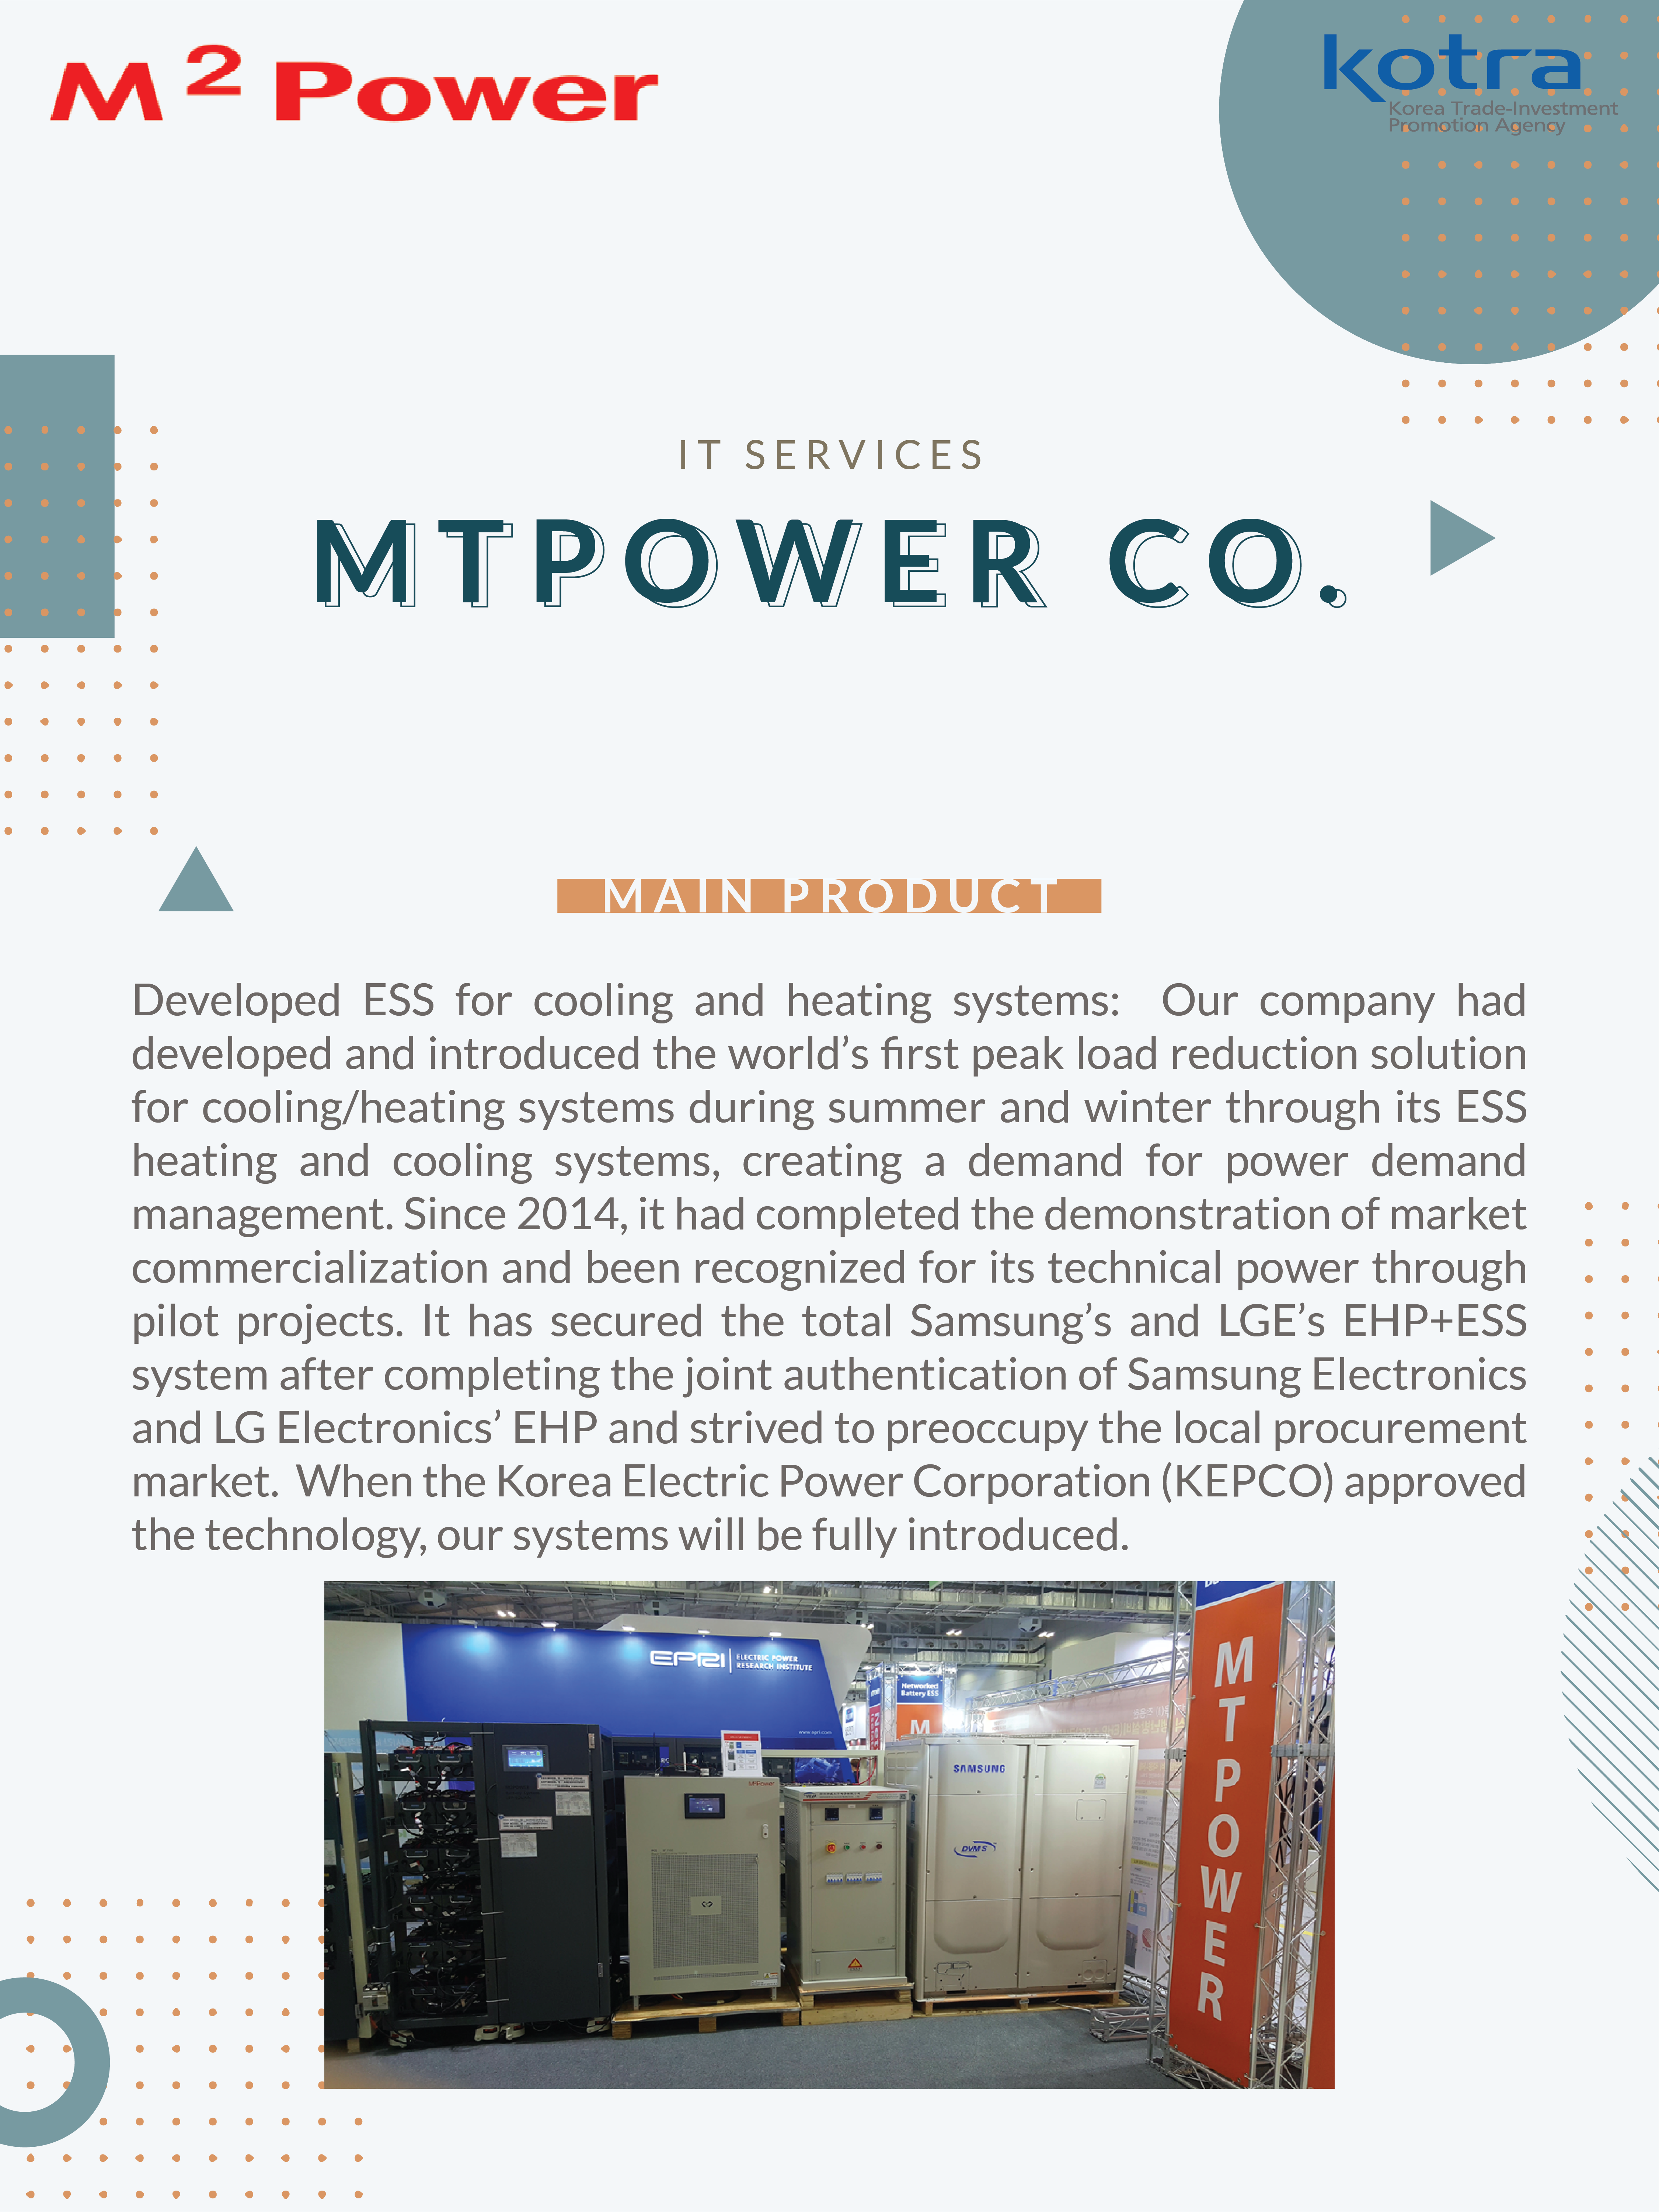 M² Power
kotra
Korea Trade-Investment
Promotion Agency
IT SERVICES
MTPOWER CO.
MAIN PRODUCT
Developed ESS for cooling and heating systems: Our company had
developed and introduced the world’s first peak load reduction solution
for cooling/heating systems during summer and winter through its ESS
heating and cooling systems, creating a demand for power demand
management. Since 2014, it had completed the demonstration of market
commercialization and been recognized for its technical power through
pilot projects. It has secured the total Samsung’s and LGE’s EHP+ESS
system after completing the joint authentication of Samsung Electronics
and LG Electronics’ EHP and strived to preoccupy the local procurement
market. When the Korea Electric Power Corporation (KEPCO) approved
the technology, our systems will be fully introduced.
EPRI
ELECTRIC POWER
RESEARCH INSTITUTE
www.epri.com
Networked
Battery ESS
M
M²Power
SAMSUNG
DVM S
MTPOWER